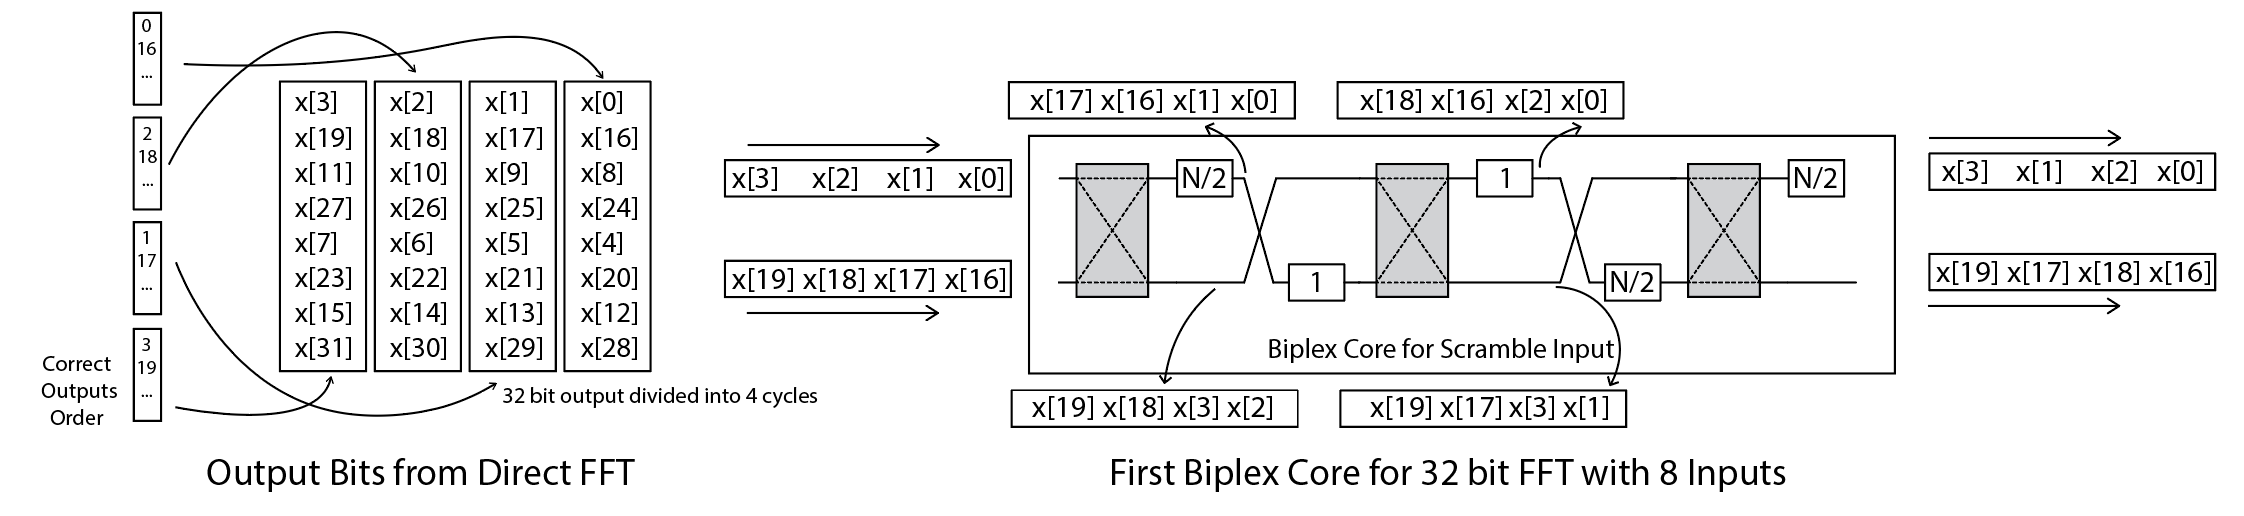 0
16
...
2
18
...
1
17
...
3
19
...
Correct
Outputs
Order
x[3] x[2] x[1] x[0]
x[19] x[18] x[17] x[16]
x[11] x[10] x[9] x[8]
x[27] x[26] x[25] x[24]
x[7] x[6] x[5] x[4]
x[23] x[22] x[21] x[20]
x[15] x[14] x[13] x[12]
x[31] x[30] x[29] x[28]
32 bit output divided into 4 cycles
Output Bits from Direct FFT
x[3] x[2] x[1] x[0]
x[19] x[18] x[17] x[16]
x[17] x[16] x[1] x[0]
x[18] x[16] x[2] x[0]
N/2
1
N/2
1
N/2
Biplex Core for Scramble Input
x[19] x[18] x[3] x[2]
x[19] x[17] x[3] x[1]
x[3] x[1] x[2] x[0]
x[19] x[17] x[18] x[16]
First Biplex Core for 32 bit FFT with 8 Inputs